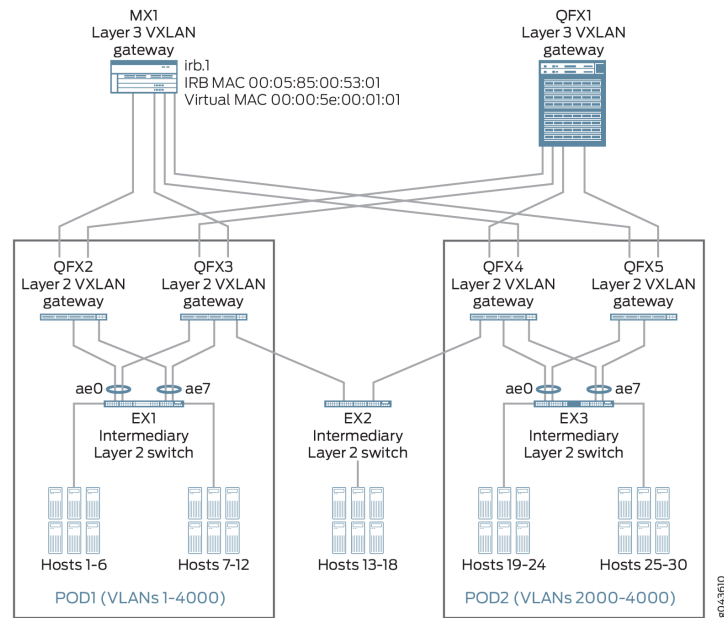 MX1
Layer 3 VXLAN
gateway
irb.1
IRB MAC 00:05:85:00:53:01
Virtual MAC 00:00:5e:00:01:01
QFX1
Layer 3 VXLAN
gateway
QFX2
Layer 2 VXLAN
gateway
QFX3
Layer 2 VXLAN
gateway
QFX4
Layer 2 VXLAN
gateway
QFX5
Layer 2 VXLAN
gateway
ae0
ae7
EX1
Intermediary
Layer 2 switch
EX2
Intermediary
Layer 2 switch
ae0
ae7
EX3
Intermediary
Layer 2 switch
Hosts 1-6
Hosts 7-12
Hosts 13-18
Hosts 19-24
Hosts 25-30
POD1 (VLANs 1-4000)
POD2 (VLANs 2000-4000)
g043610